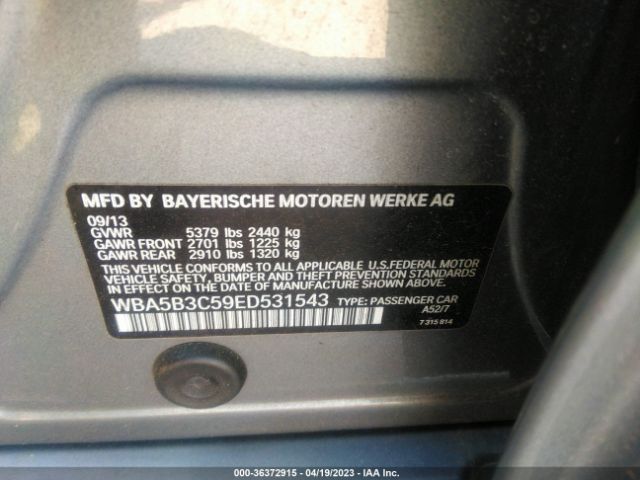 MFD BY BAYERISCHE MOTOREN WERKE AG
09/13
GVWR 5379 lbs 2440 kg
GAWR FRONT 2701 lbs 1225 kg
GAWR REAR 2910 lbs 1320 kg
THIS VEHICLE CONFORMS TO ALL APPLICABLE U.S.FEDERAL MOTOR
VEHICLE SAFETY, BUMPER AND THEFT PREVENTION STANDARDS
IN EFFECT ON THE DATE OF MANUFACTURE SHOWN ABOVE.
WBA5B3C59ED531543 TYPE: PASSENGER CAR
A52/7
7 315 814
000-36372915 - 04/19/2023 - IAA Inc.